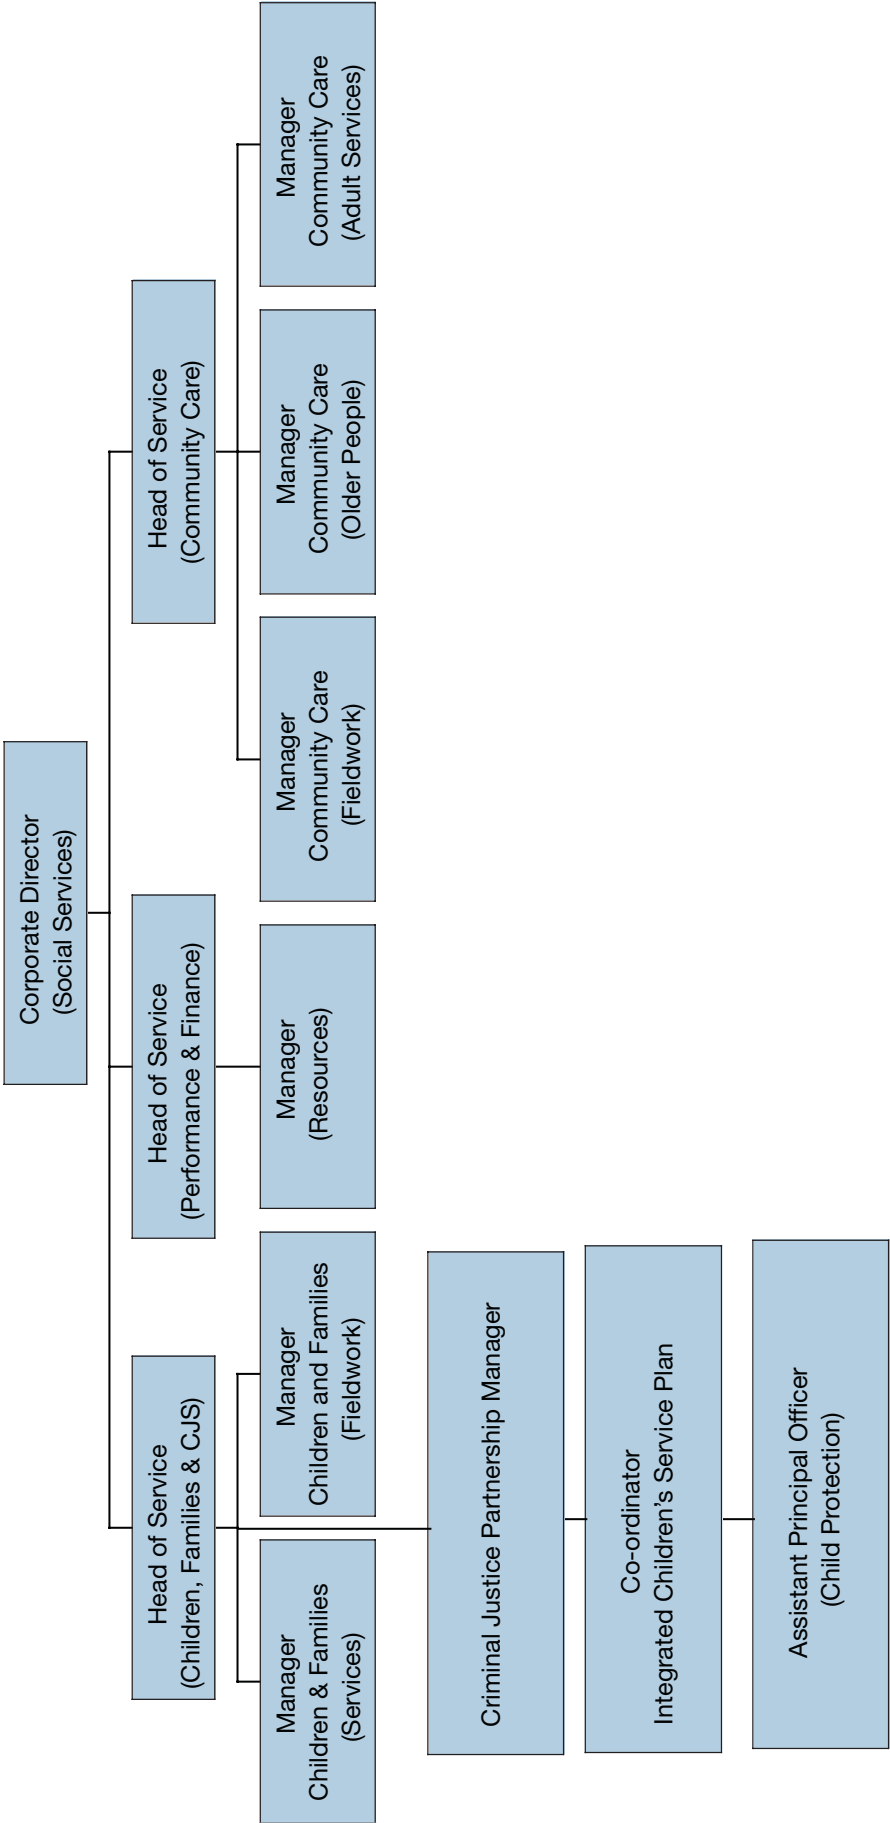 Corporate Director
(Social Services)
Head of Service
(Children, Families & CJS)
Head of Service
(Performance & Finance)
Head of Service
(Community Care)
Manager
Children & Families
(Services)
Manager
Children and Families
(Fieldwork)
Manager
(Resources)
Manager
Community Care
(Fieldwork)
Manager
Community Care
(Older People)
Manager
Community Care
(Adult Services)
Criminal Justice Partnership Manager
Co-ordinator
Integrated Children’s Service Plan
Assistant Principal Officer
(Child Protection)